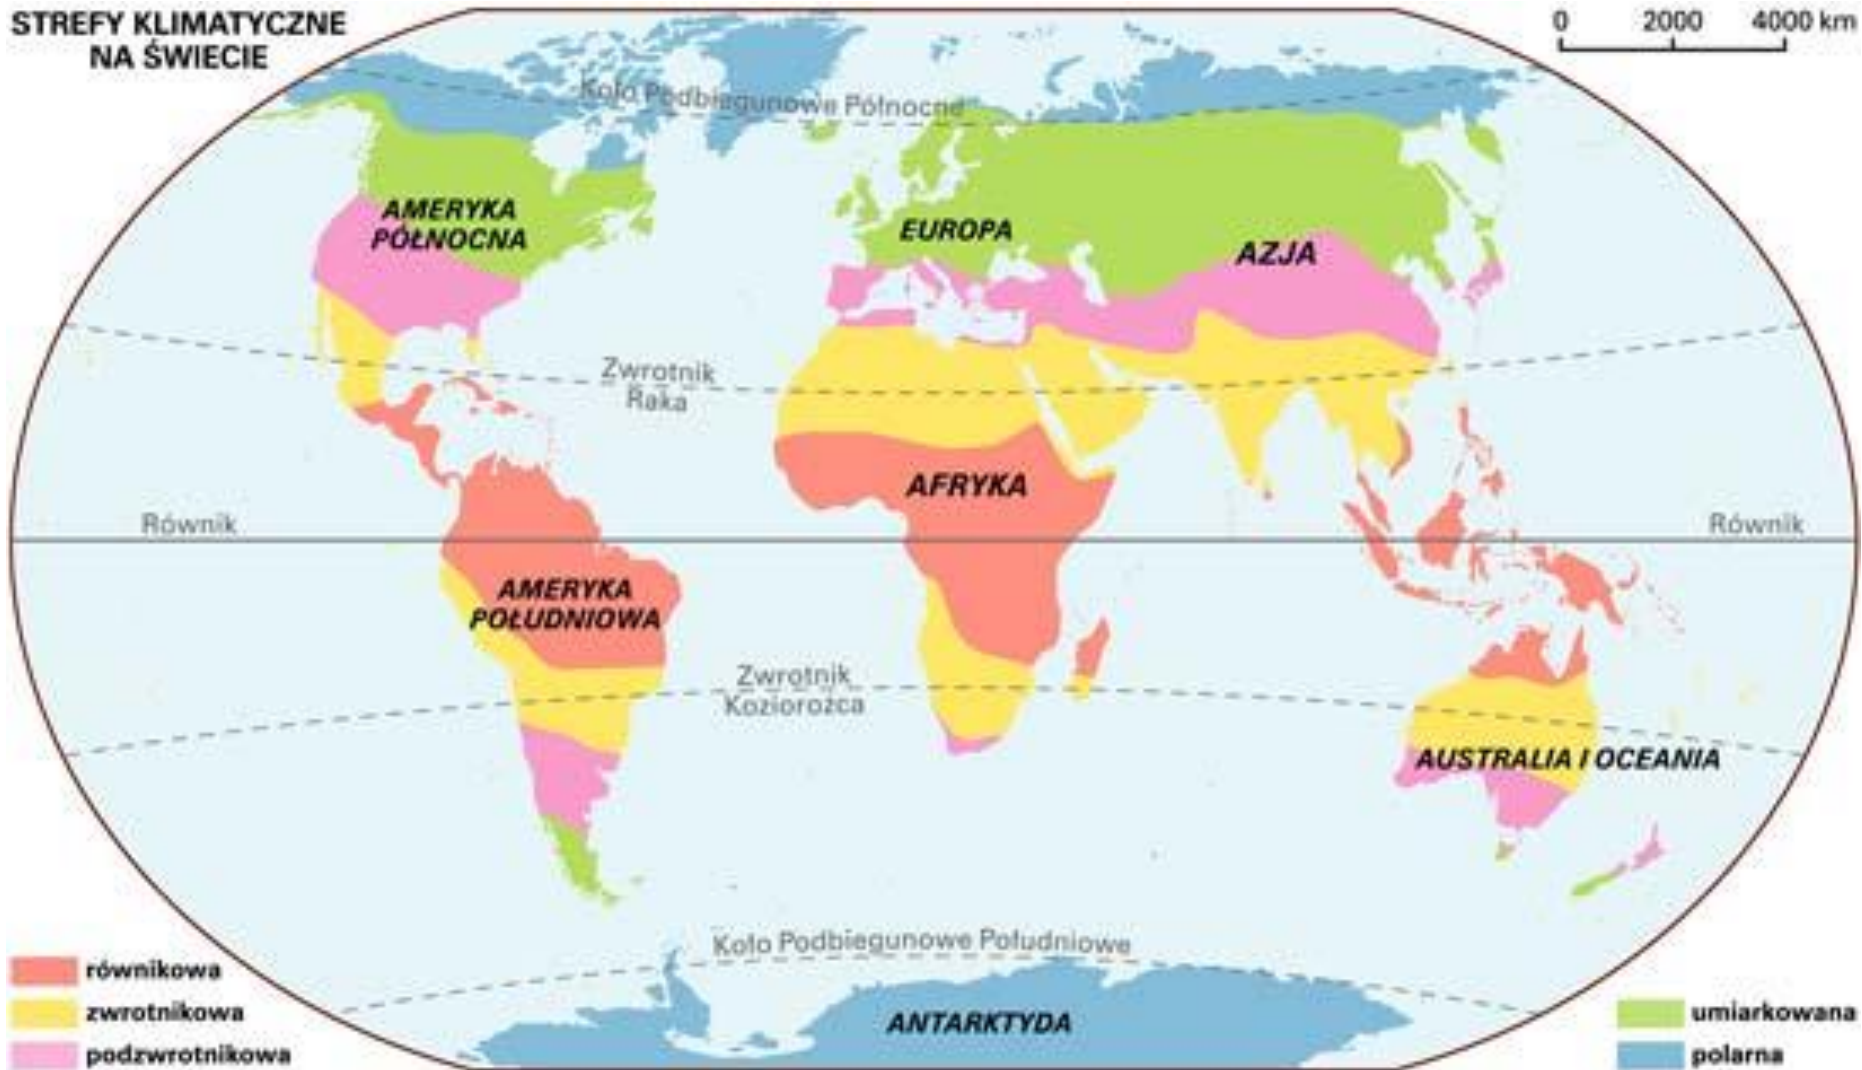 STREFY KLIMATYCZNE
NA ŚWIECIE
0 2000 4000 km
Koło Podbiegunowe Północne
AMERYKA
PÓŁNOCNA
EUROPA
AZJA
Zwrotnik
Raka
AFRYKA
Równik
Równik
AMERYKA
POŁUDNIOWA
Zwrotnik
Koziorożca
AUSTRALIA I OCEANIA
Koło Podbiegunowe Południowe
ANTARKTYDA
równikowa
zwrotnikowa
podzwrotnikowa
umiarkowana
polarna